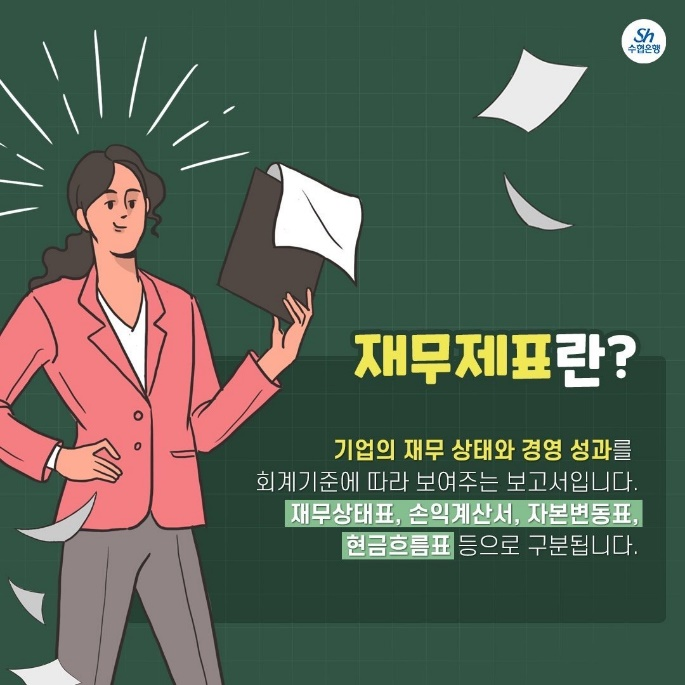 Sh
수협은행
재무제표란?
기업의 재무 상태와 경영 성과를
회계기준에 따라 보여주는 보고서입니다.
재무상태표, 손익계산서, 자본변동표,
현금흐름표 등으로 구분됩니다.